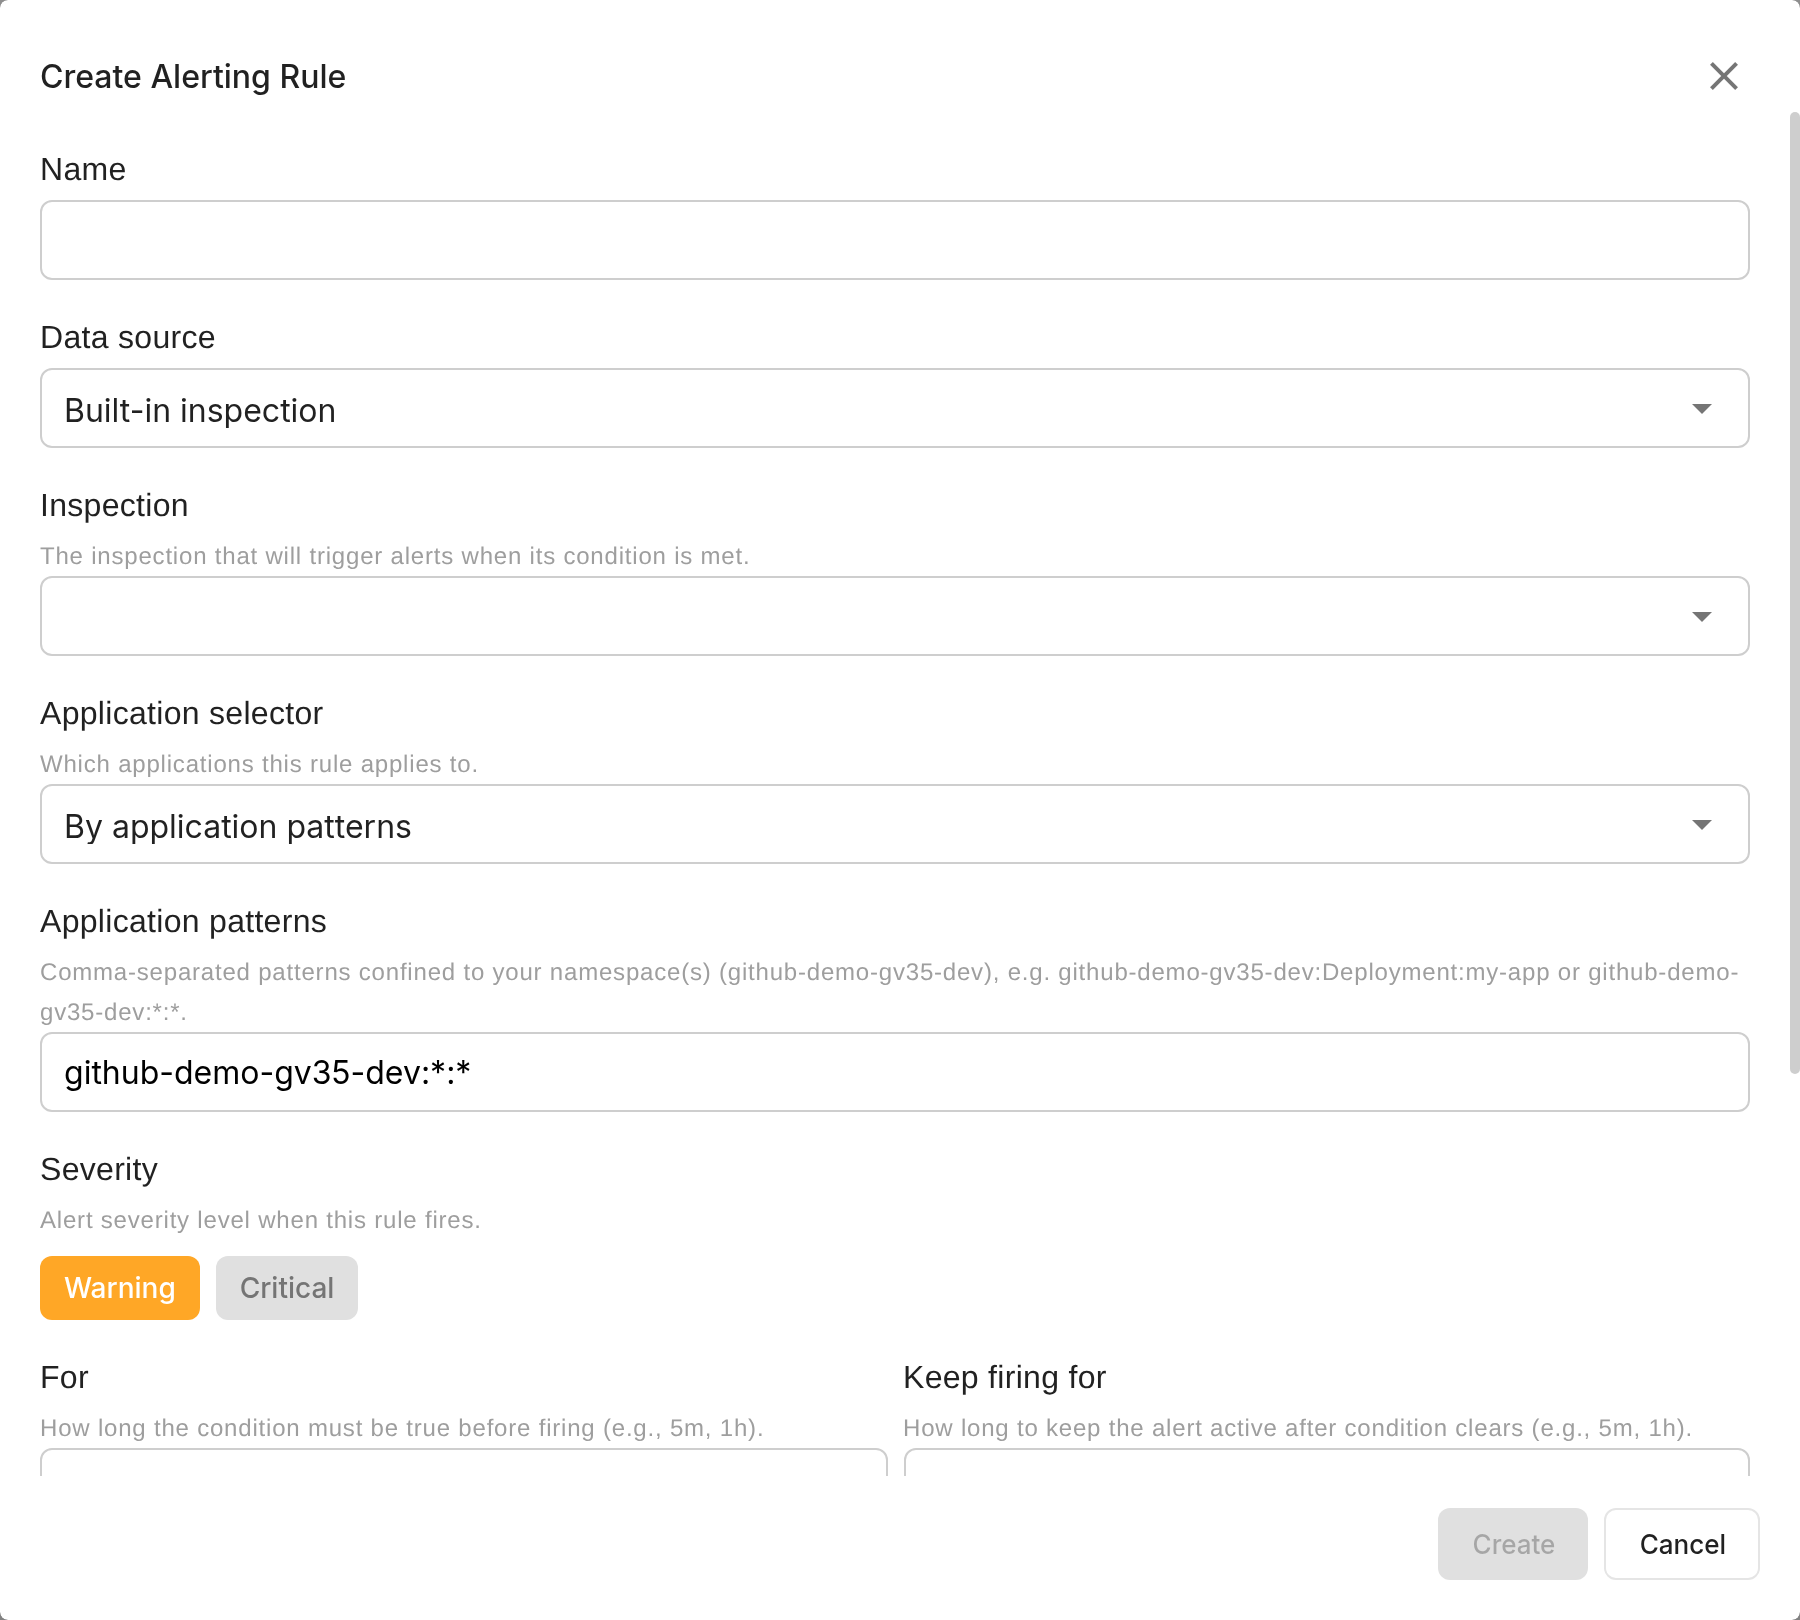 Create Alerting Rule
Name
Data source
Built-in inspection
Inspection
The inspection that will trigger alerts when its condition is met.
Application selector
Which applications this rule applies to.
By application patterns
Application patterns
Comma-separated patterns confined to your namespace(s) (github-demo-gv35-dev), e.g. github-demo-gv35-dev:Deployment:my-app or github-demo-
gv35-dev:*:*.
github-demo-gv35-dev:*:*
Severity
Alert severity level when this rule fires.
Warning Critical
For Keep firing for
How long the condition must be true before firing (e.g., 5m, 1h). How long to keep the alert active after condition clears (e.g., 5m, 1h).
Create Cancel